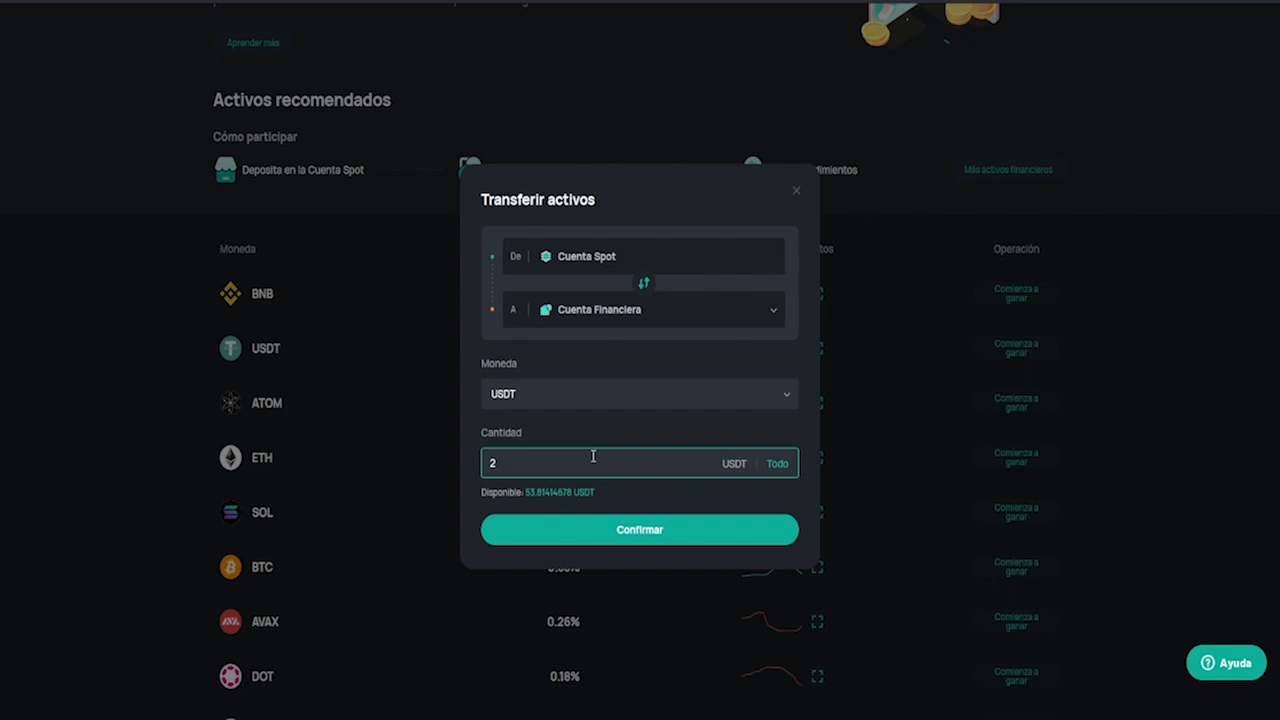 Aprender más
Activos recomendados
Cómo participar
Deposita en la Cuenta Spot
Más activos financieros
Transferir activos
De
Cuenta Spot
A
Cuenta Financiera
Moneda
USDT
Cantidad
2
USDT
Todo
Disponible: 53.81414678 USDT
Confirmar
Moneda
Operación
BNB
Comienza a
ganar
USDT
Comienza a
ganar
ATOM
Comienza a
ganar
ETH
Comienza a
ganar
SOL
Comienza a
ganar
BTC
Comienza a
ganar
AVAX
0.26%
Comienza a
ganar
DOT
0.18%
Comienza a
ganar
Ayuda